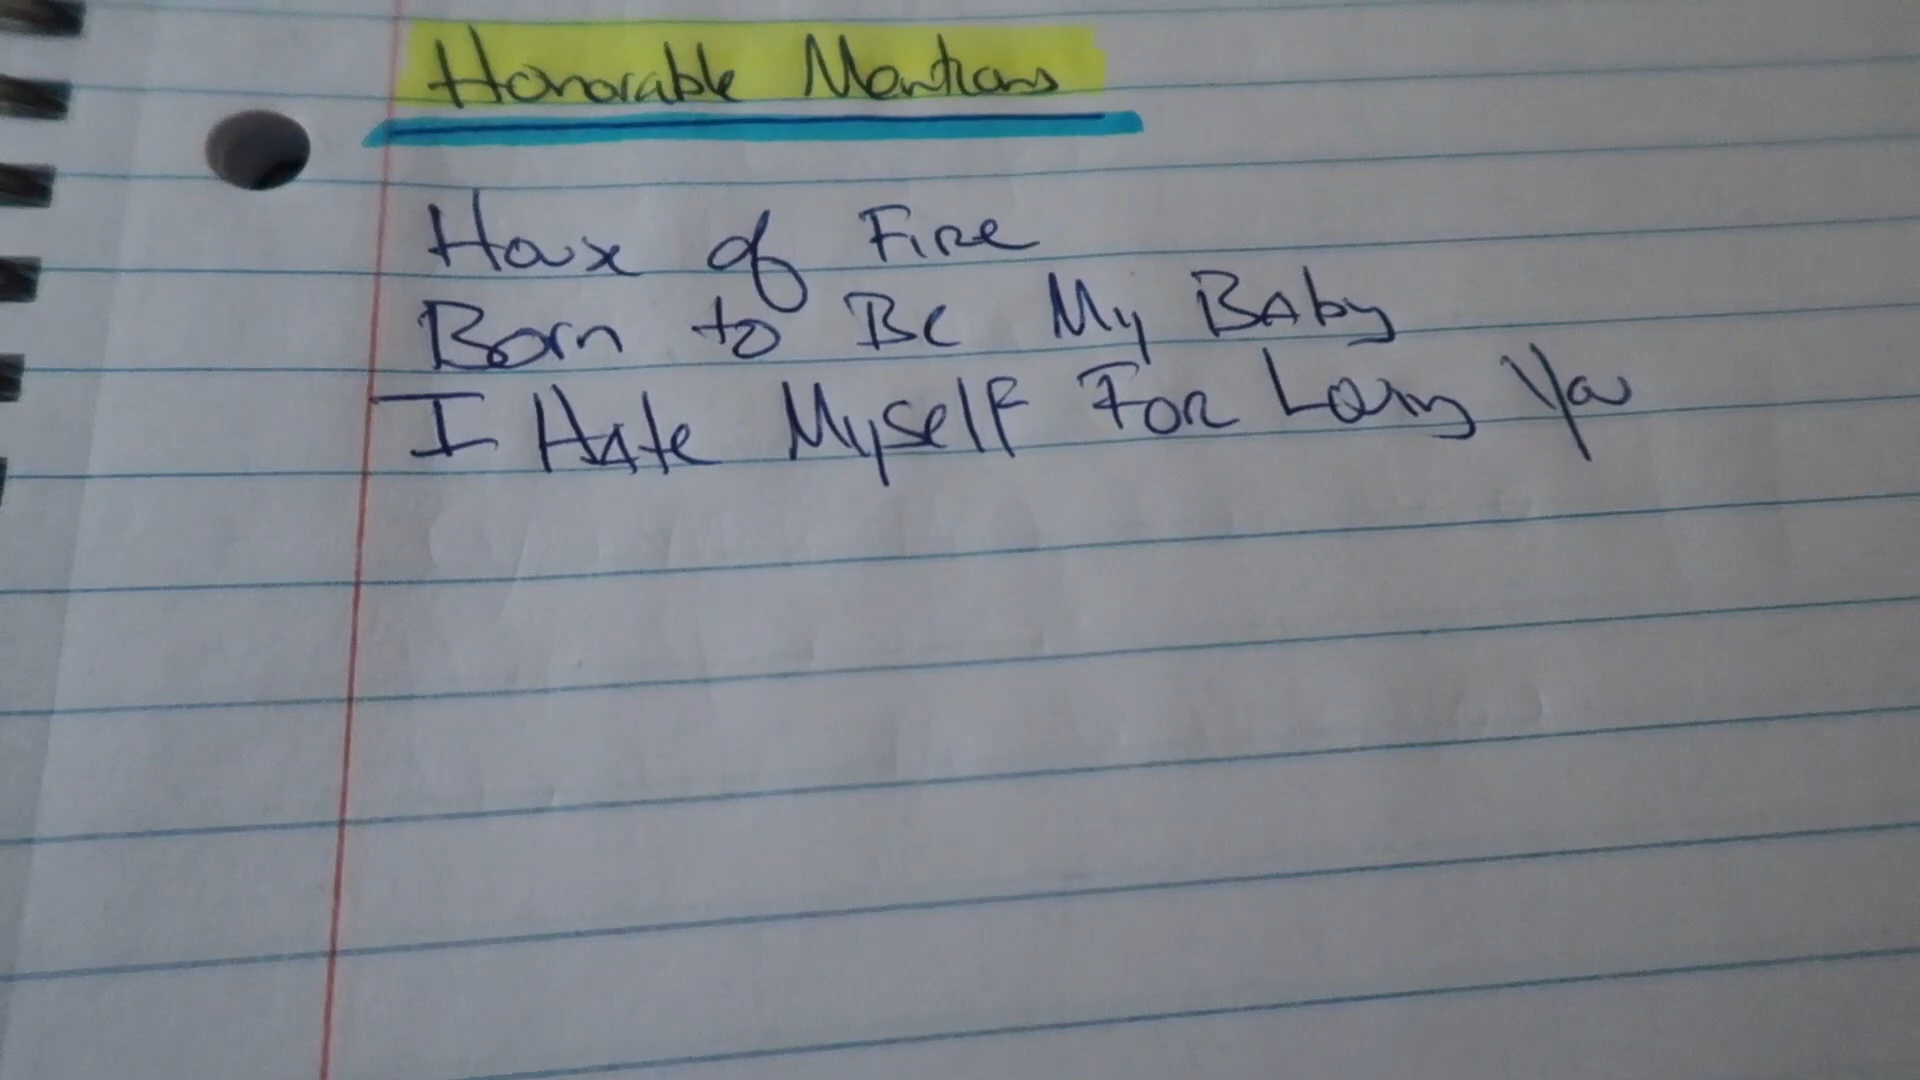 Honorable Mentions
House of Fire
Born to Be My BAby
I HAte MyselF For Loving You